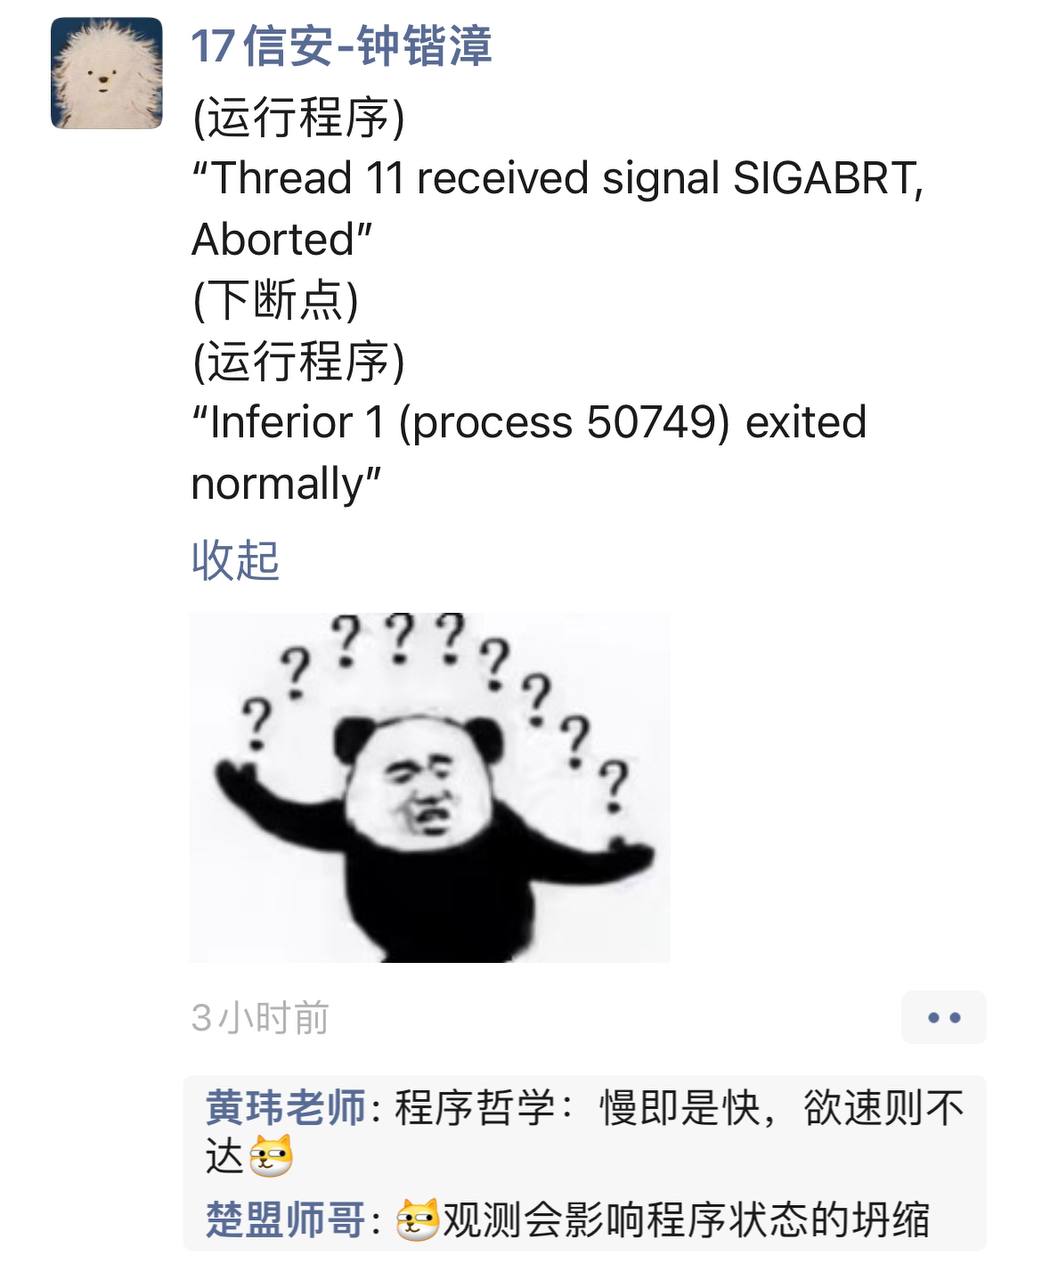 17信安-钟锴漳
(运行程序)
“Thread 11 received signal SIGABRT,
Aborted”
(下断点)
(运行程序)
“Inferior 1 (process 50749) exited
normally”
收起
? ? ? ? ? ? ? ? ?
3小时前
黄玮老师: 程序哲学：慢即是快，欲速则不
达
楚盟师哥: 观测会影响程序状态的坍缩